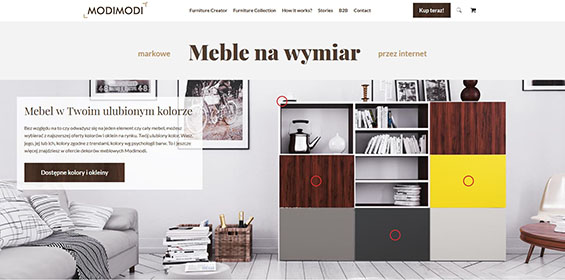 MODIMODI
Furniture Creator Furniture Collection How it works? Stories B2B Contact
Kup teraz!
markowe Meble na wymiar przez internet
Mebel w Twoim ulubionym kolorze
Bez względu na to czy odważysz się na jeden element czy cały mebel, możesz
wybierać z najszerszej oferty kolorów i oklein na rynku. Twój ulubiony kolor, Wasz,
jego, jej lub ich, kolory zgodne z trendami, kolory wg psychologii barw. To i jeszcze
więcej znajdziesz w ofercie dekorów meblowych Modimodi.
Dostępne kolory i okleiny